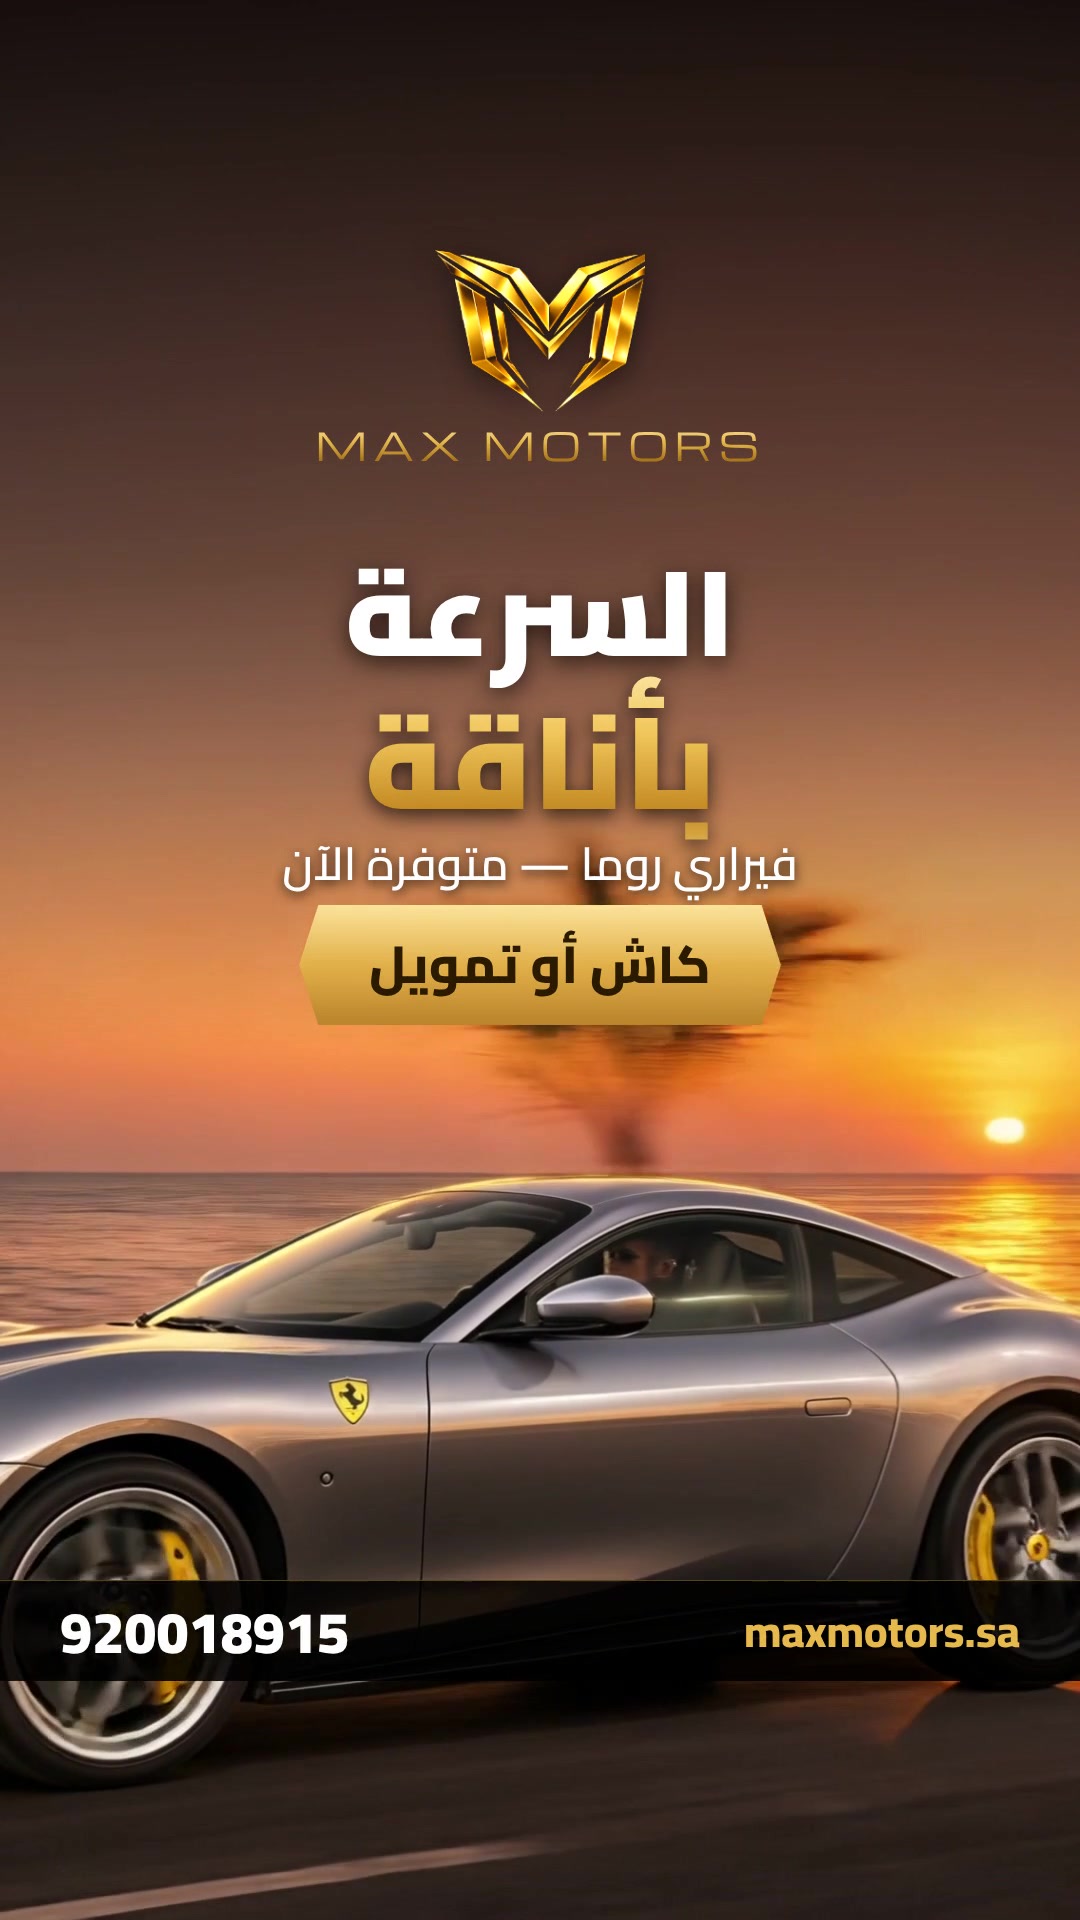 MAX MOTORS
السرعة
بأناقة
فيراري روما — متوفرة الآن
كاش أو تمويل
920018915
maxmotors.sa